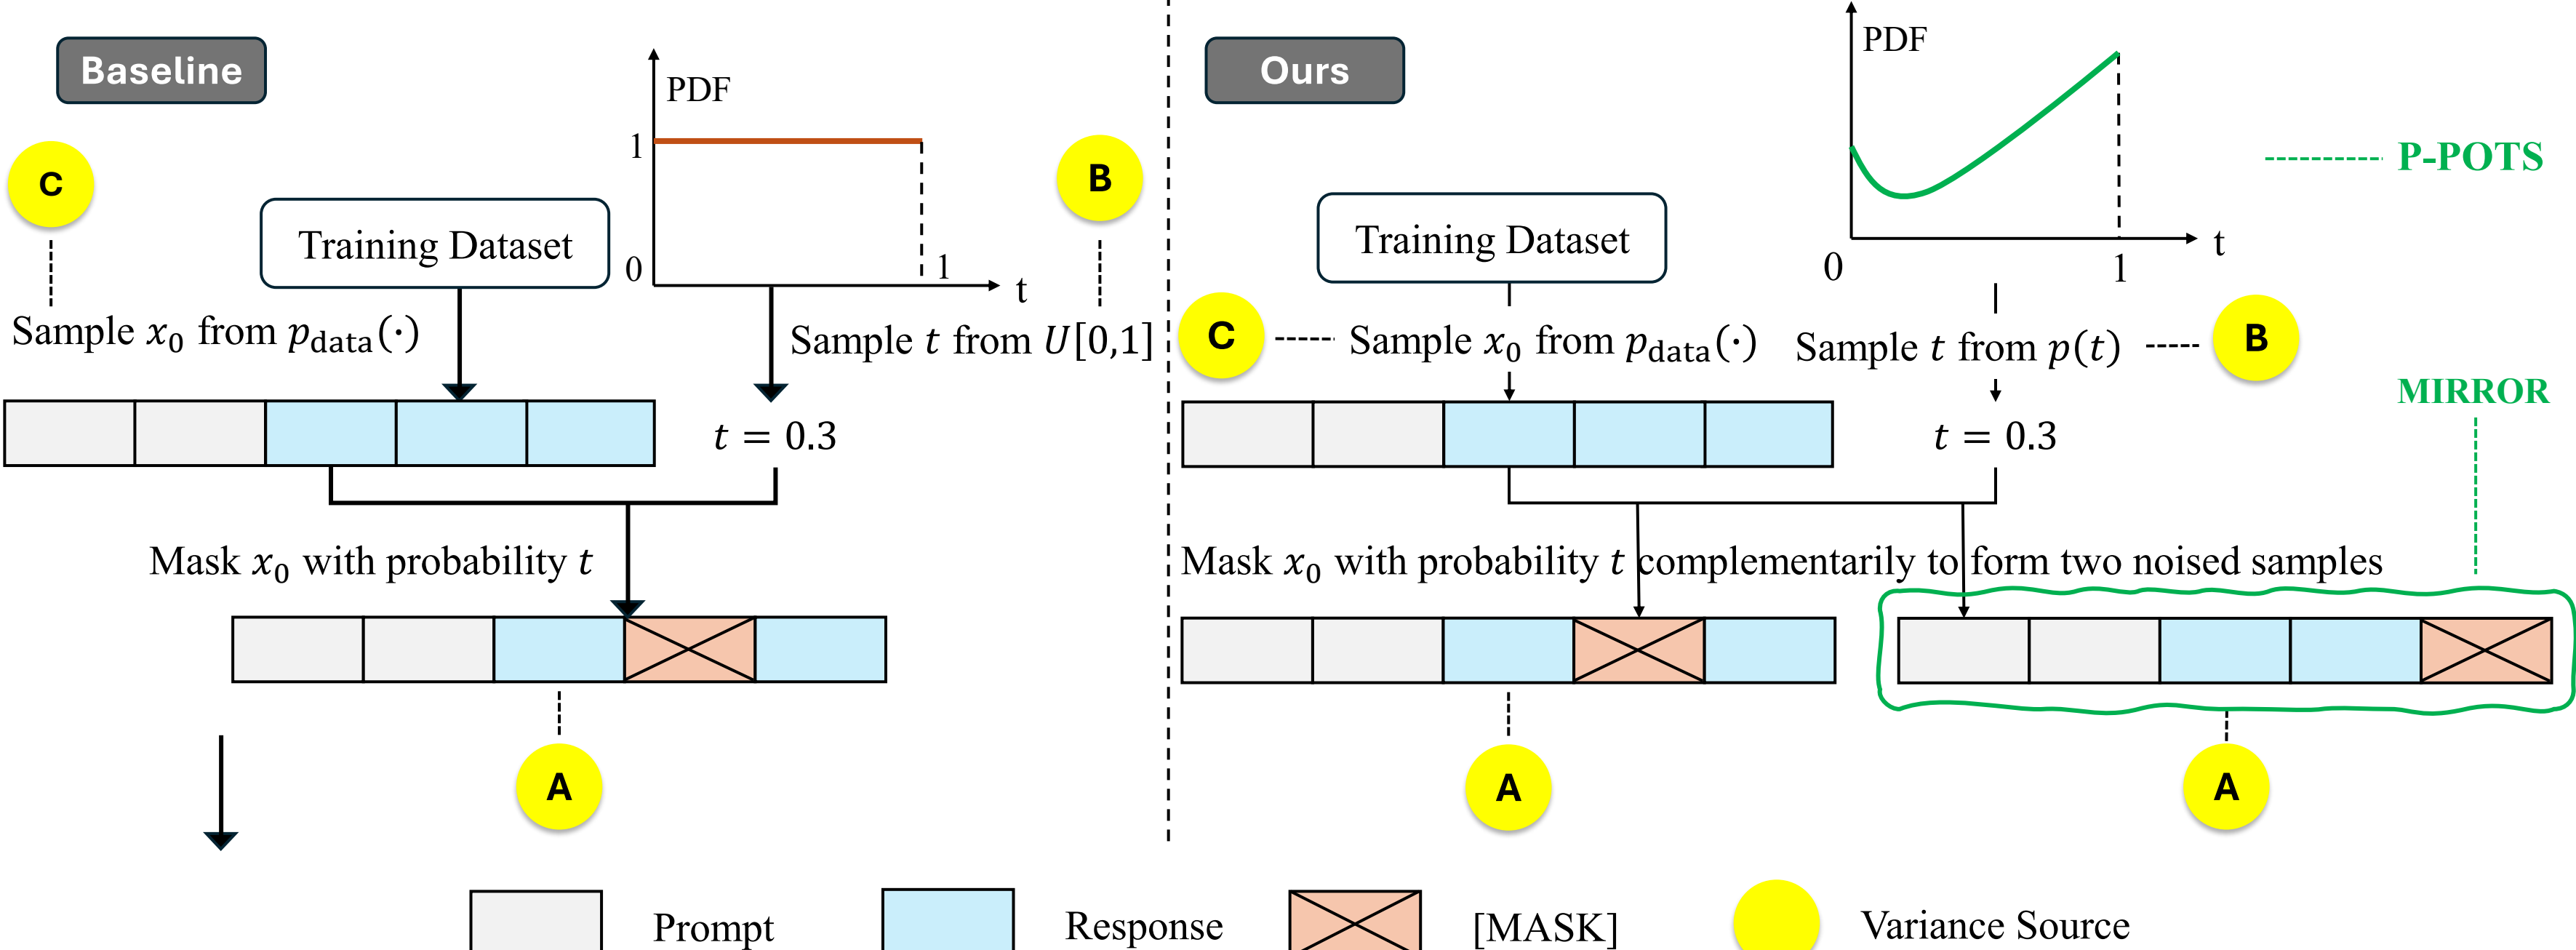 Baseline
PDF
1
0
1
t
C
B
Training Dataset
Sample x₀ from p_data(·)
Sample t from U[0,1]
t = 0.3
Mask x₀ with probability t
A
Ours
PDF
0
1
t
P-POTS
Training Dataset
C
Sample x₀ from p_data(·)
Sample t from p(t)
B
MIRROR
t = 0.3
Mask x₀ with probability t complementarily to form two noised samples
A
A
Prompt
Response
[MASK]
Variance Source